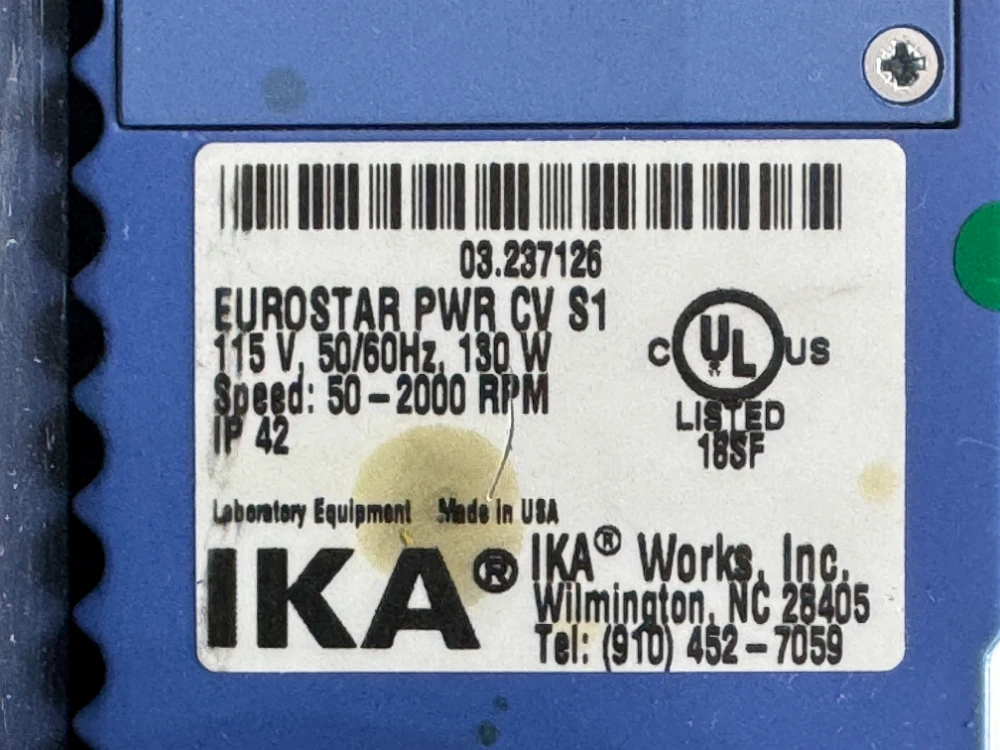 03.237126
EUROSTAR PWR CV S1
115 V, 50/60Hz, 130 W
Speed: 50 – 2000 RPM
IP 42
C UL® US
LISTED
18SF
Laboratory Equipment Made in USA
IKA®
IKA® Works, Inc.
Wilmington, NC 28405
Tel: (910) 452 – 7059